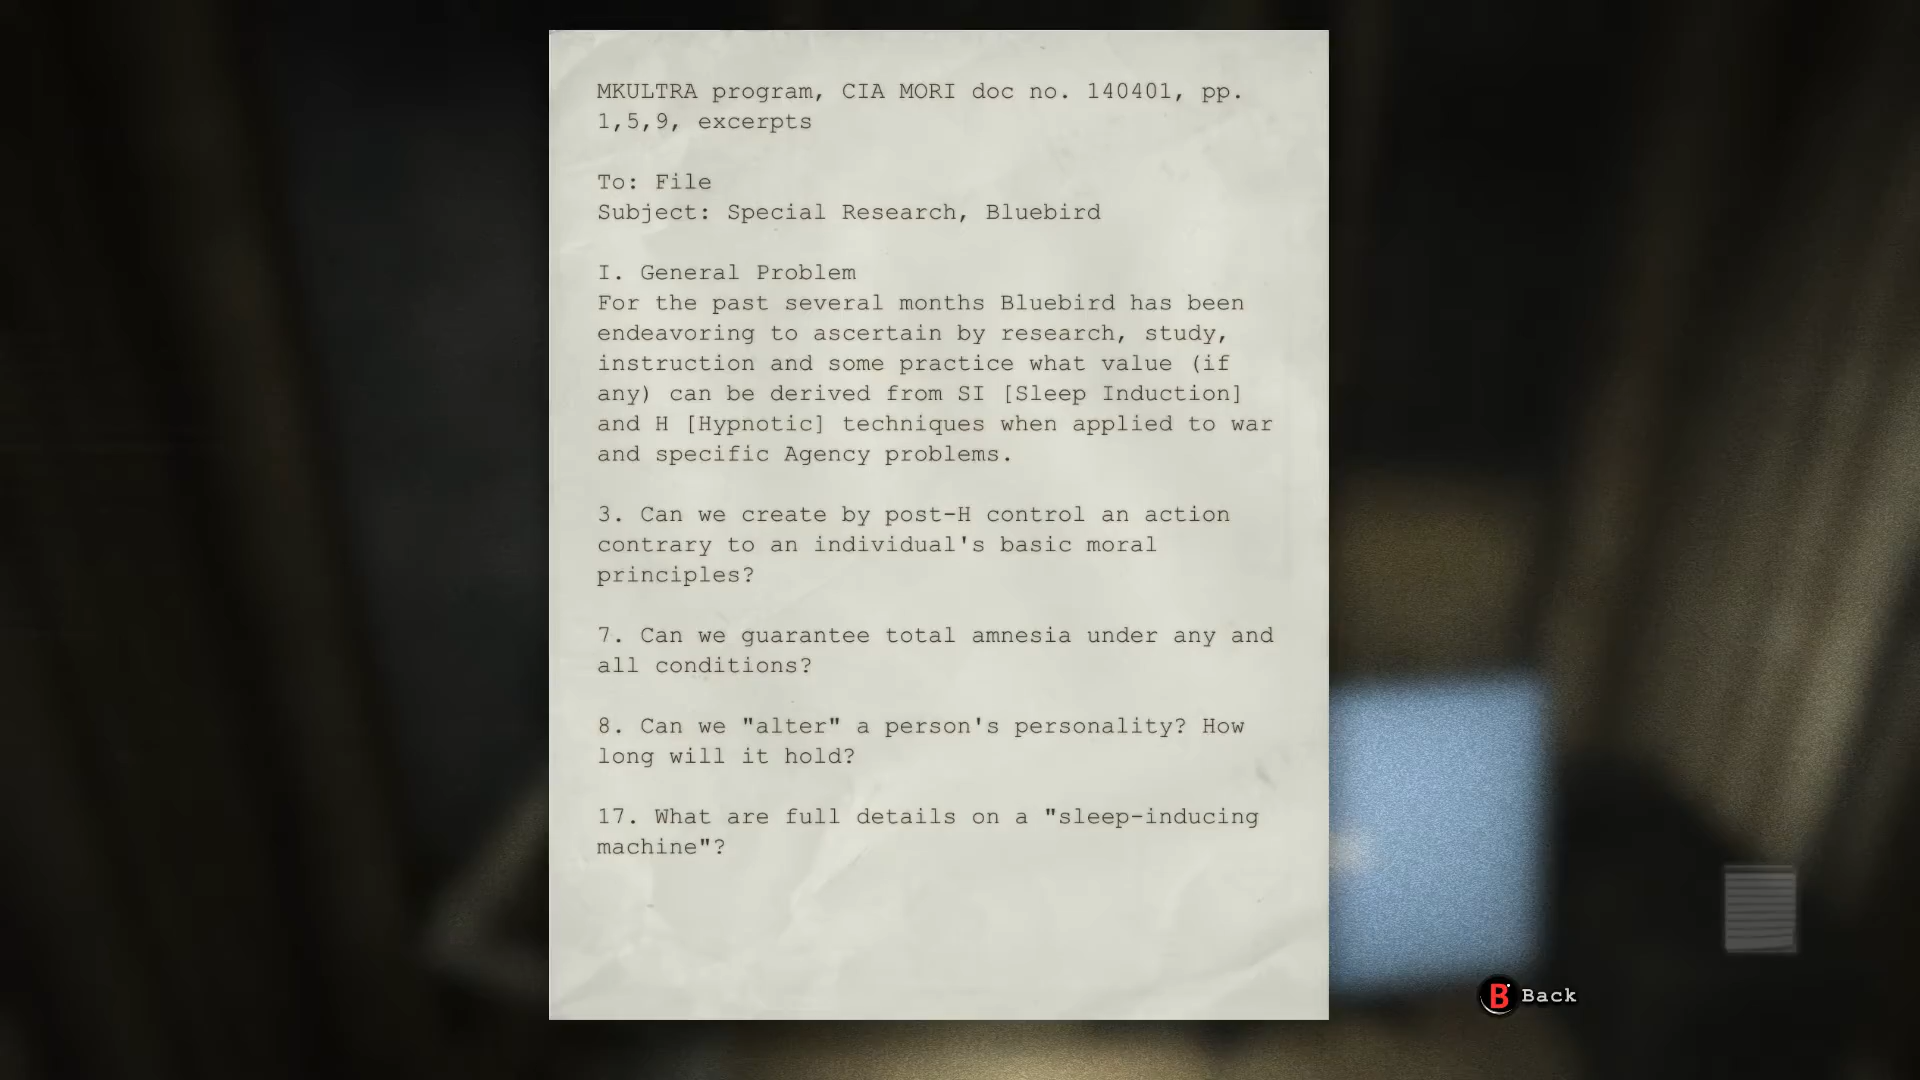 MKULTRA program, CIA MORI doc no. 140401, pp.
1,5,9, excerpts
To: File
Subject: Special Research, Bluebird
I. General Problem
For the past several months Bluebird has been
endeavoring to ascertain by research, study,
instruction and some practice what value (if
any) can be derived from SI [Sleep Induction]
and H [Hypnotic] techniques when applied to war
and specific Agency problems.
3. Can we create by post-H control an action
contrary to an individual's basic moral
principles?
7. Can we guarantee total amnesia under any and
all conditions?
8. Can we "alter" a person's personality? How
long will it hold?
17. What are full details on a "sleep-inducing
machine"?
B Back